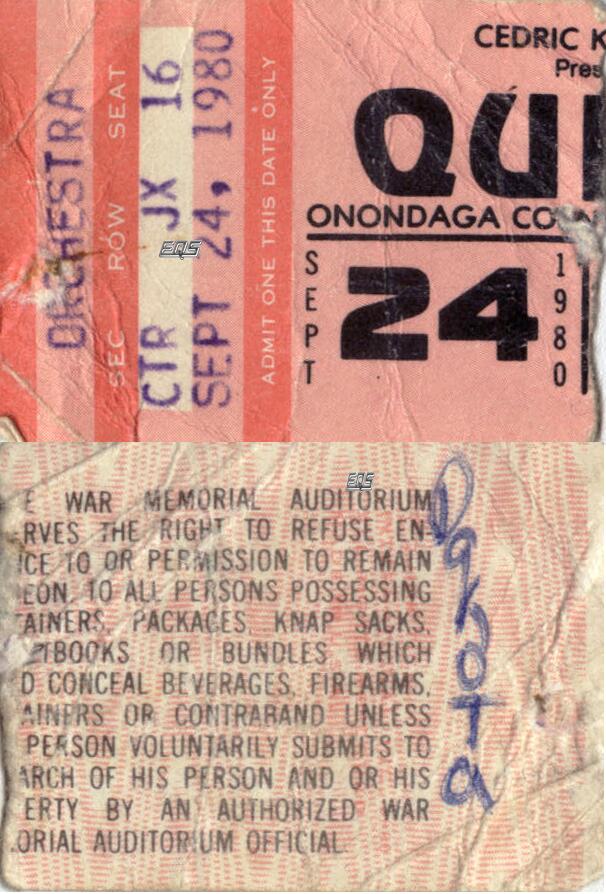 ORCHESTRA
SEC ROW SEAT
CTR JX 16
SEPT 24, 1980
ADMIT ONE THIS DATE ONLY
CEDRIC K
Pres
QU
ONONDAGA COUN
SEPT
24
1980
EQS
EQS
E WAR MEMORIAL AUDITORIUM
RVES THE RIGHT TO REFUSE EN-
ICE TO OR PERMISSION TO REMAIN
EON, TO ALL PERSONS POSSESSING
AINERS, PACKAGES, KNAP SACKS,
TBOOKS OR BUNDLES WHICH
D CONCEAL BEVERAGES, FIREARMS,
AINERS OR CONTRABAND UNLESS
PERSON VOLUNTARILY SUBMITS TO
ARCH OF HIS PERSON AND OR HIS
ERTY BY AN AUTHORIZED WAR
ORIAL AUDITORIUM OFFICIAL.
Dakota